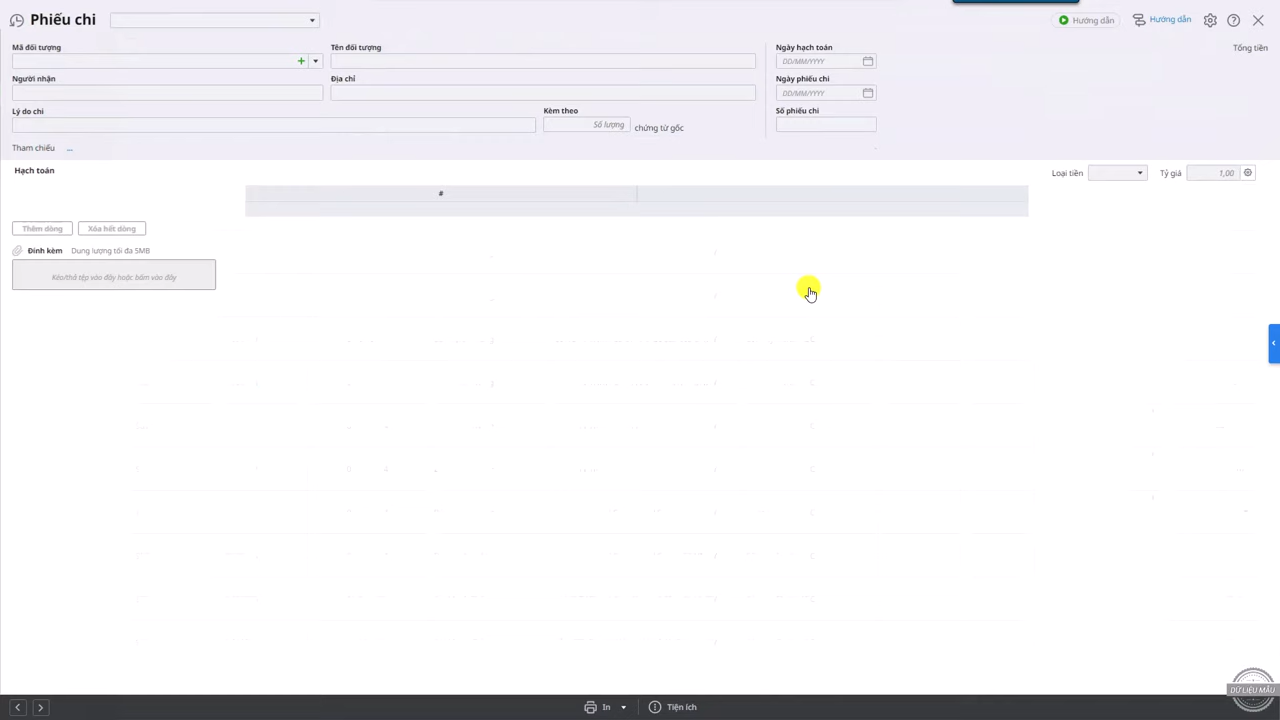 Phiếu chi
Hướng dẫn
Hướng dẫn
Mã đối tượng
Tên đối tượng
Ngày hạch toán
Tổng tiền
DD/MM/YYYY
Người nhận
Địa chỉ
Ngày phiếu chi
DD/MM/YYYY
Lý do chi
Kèm theo
Số phiếu chi
Số lượng
chứng từ gốc
Tham chiếu ...
Hạch toán
Loại tiền
Tỷ giá
1,00
#
Thêm dòng
Xóa hết dòng
Đính kèm
Dung lượng tối đa 5MB
Kéo/thả tệp vào đây hoặc bấm vào đây
In
Tiện ích
DỮ LIỆU MẪU